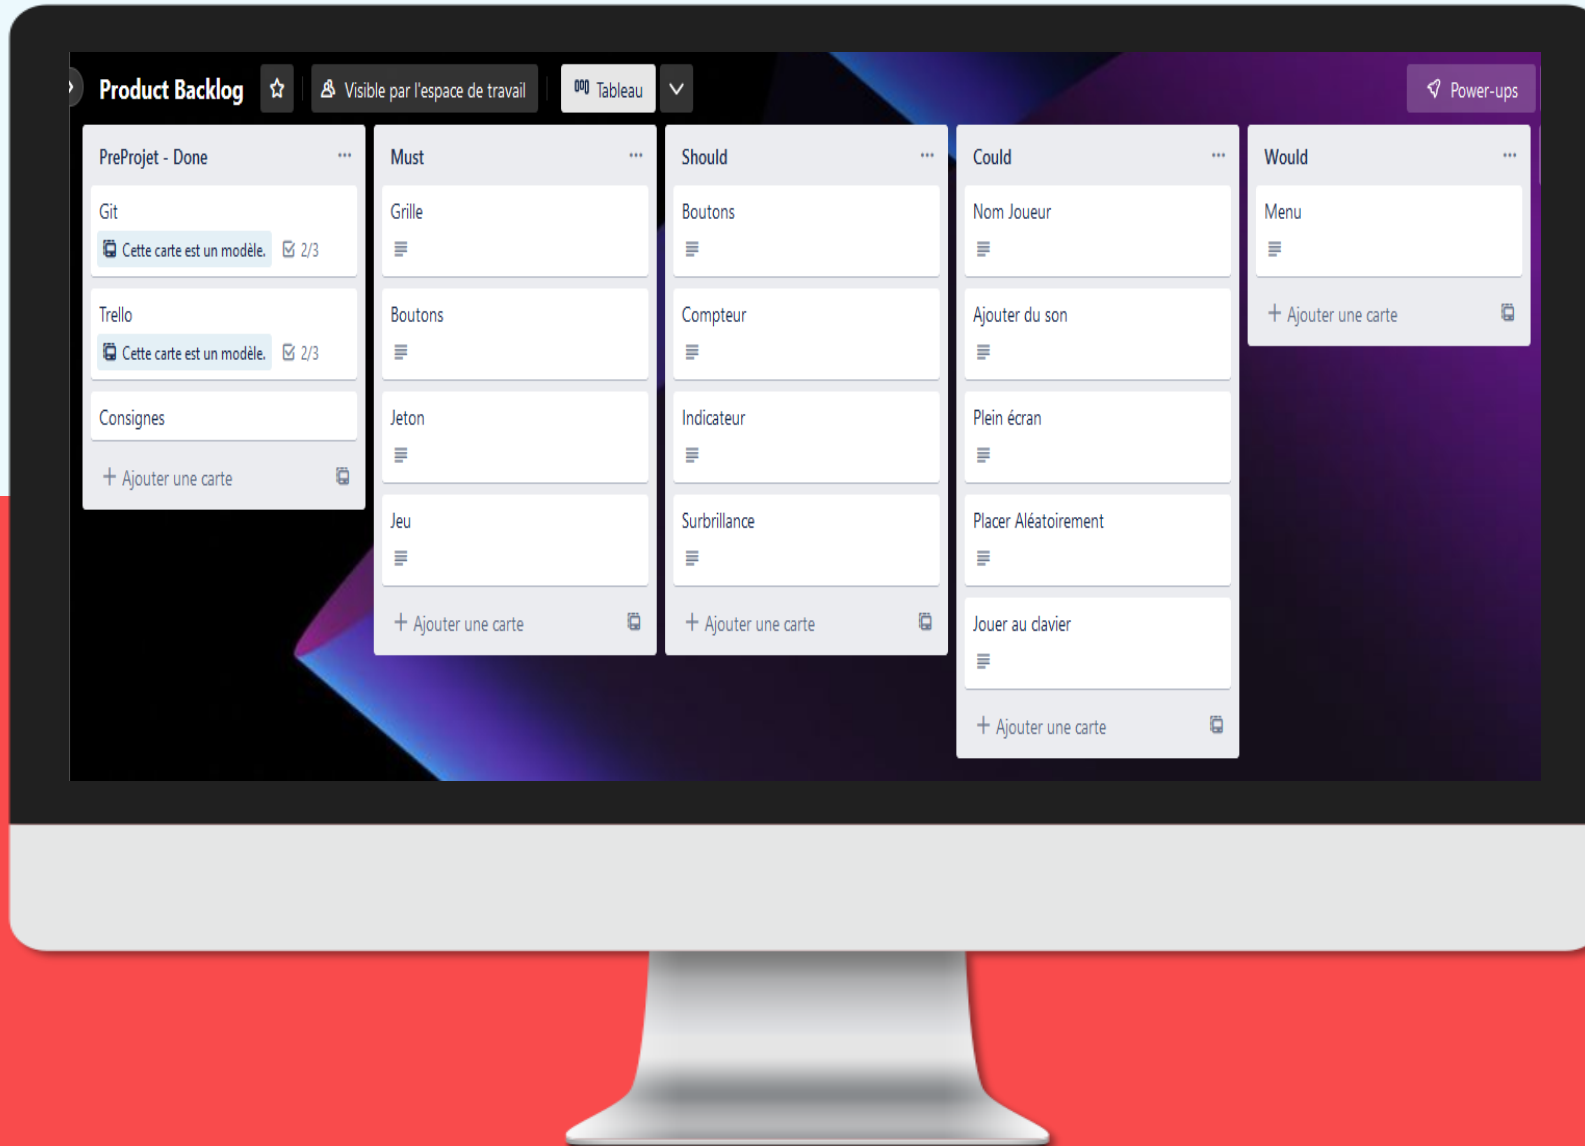 Product Backlog
Visible par l'espace de travail
Tableau
Power-ups
PreProjet - Done
Git
Cette carte est un modèle.
2/3
Trello
Cette carte est un modèle.
2/3
Consignes
+ Ajouter une carte
Must
Grille
Boutons
Jeton
Jeu
+ Ajouter une carte
Should
Boutons
Compteur
Indicateur
Surbrillance
+ Ajouter une carte
Could
Nom Joueur
Ajouter du son
Plein écran
Placer Aléatoirement
Jouer au clavier
+ Ajouter une carte
Would
Menu
+ Ajouter une carte